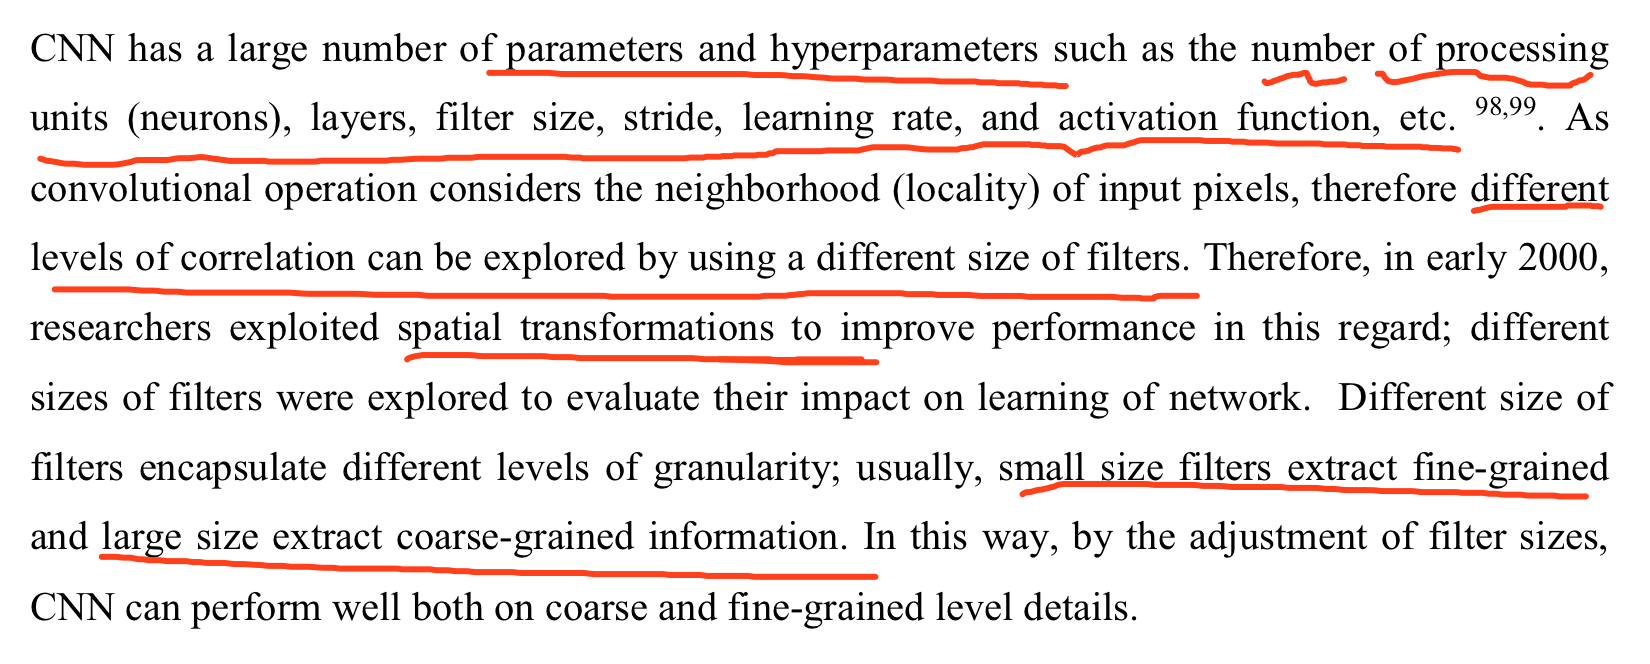 CNN has a large number of parameters and hyperparameters such as the number of processing
units (neurons), layers, filter size, stride, learning rate, and activation function, etc. 98,99. As
convolutional operation considers the neighborhood (locality) of input pixels, therefore different
levels of correlation can be explored by using a different size of filters. Therefore, in early 2000,
researchers exploited spatial transformations to improve performance in this regard; different
sizes of filters were explored to evaluate their impact on learning of network. Different size of
filters encapsulate different levels of granularity; usually, small size filters extract fine-grained
and large size extract coarse-grained information. In this way, by the adjustment of filter sizes,
CNN can perform well both on coarse and fine-grained level details.